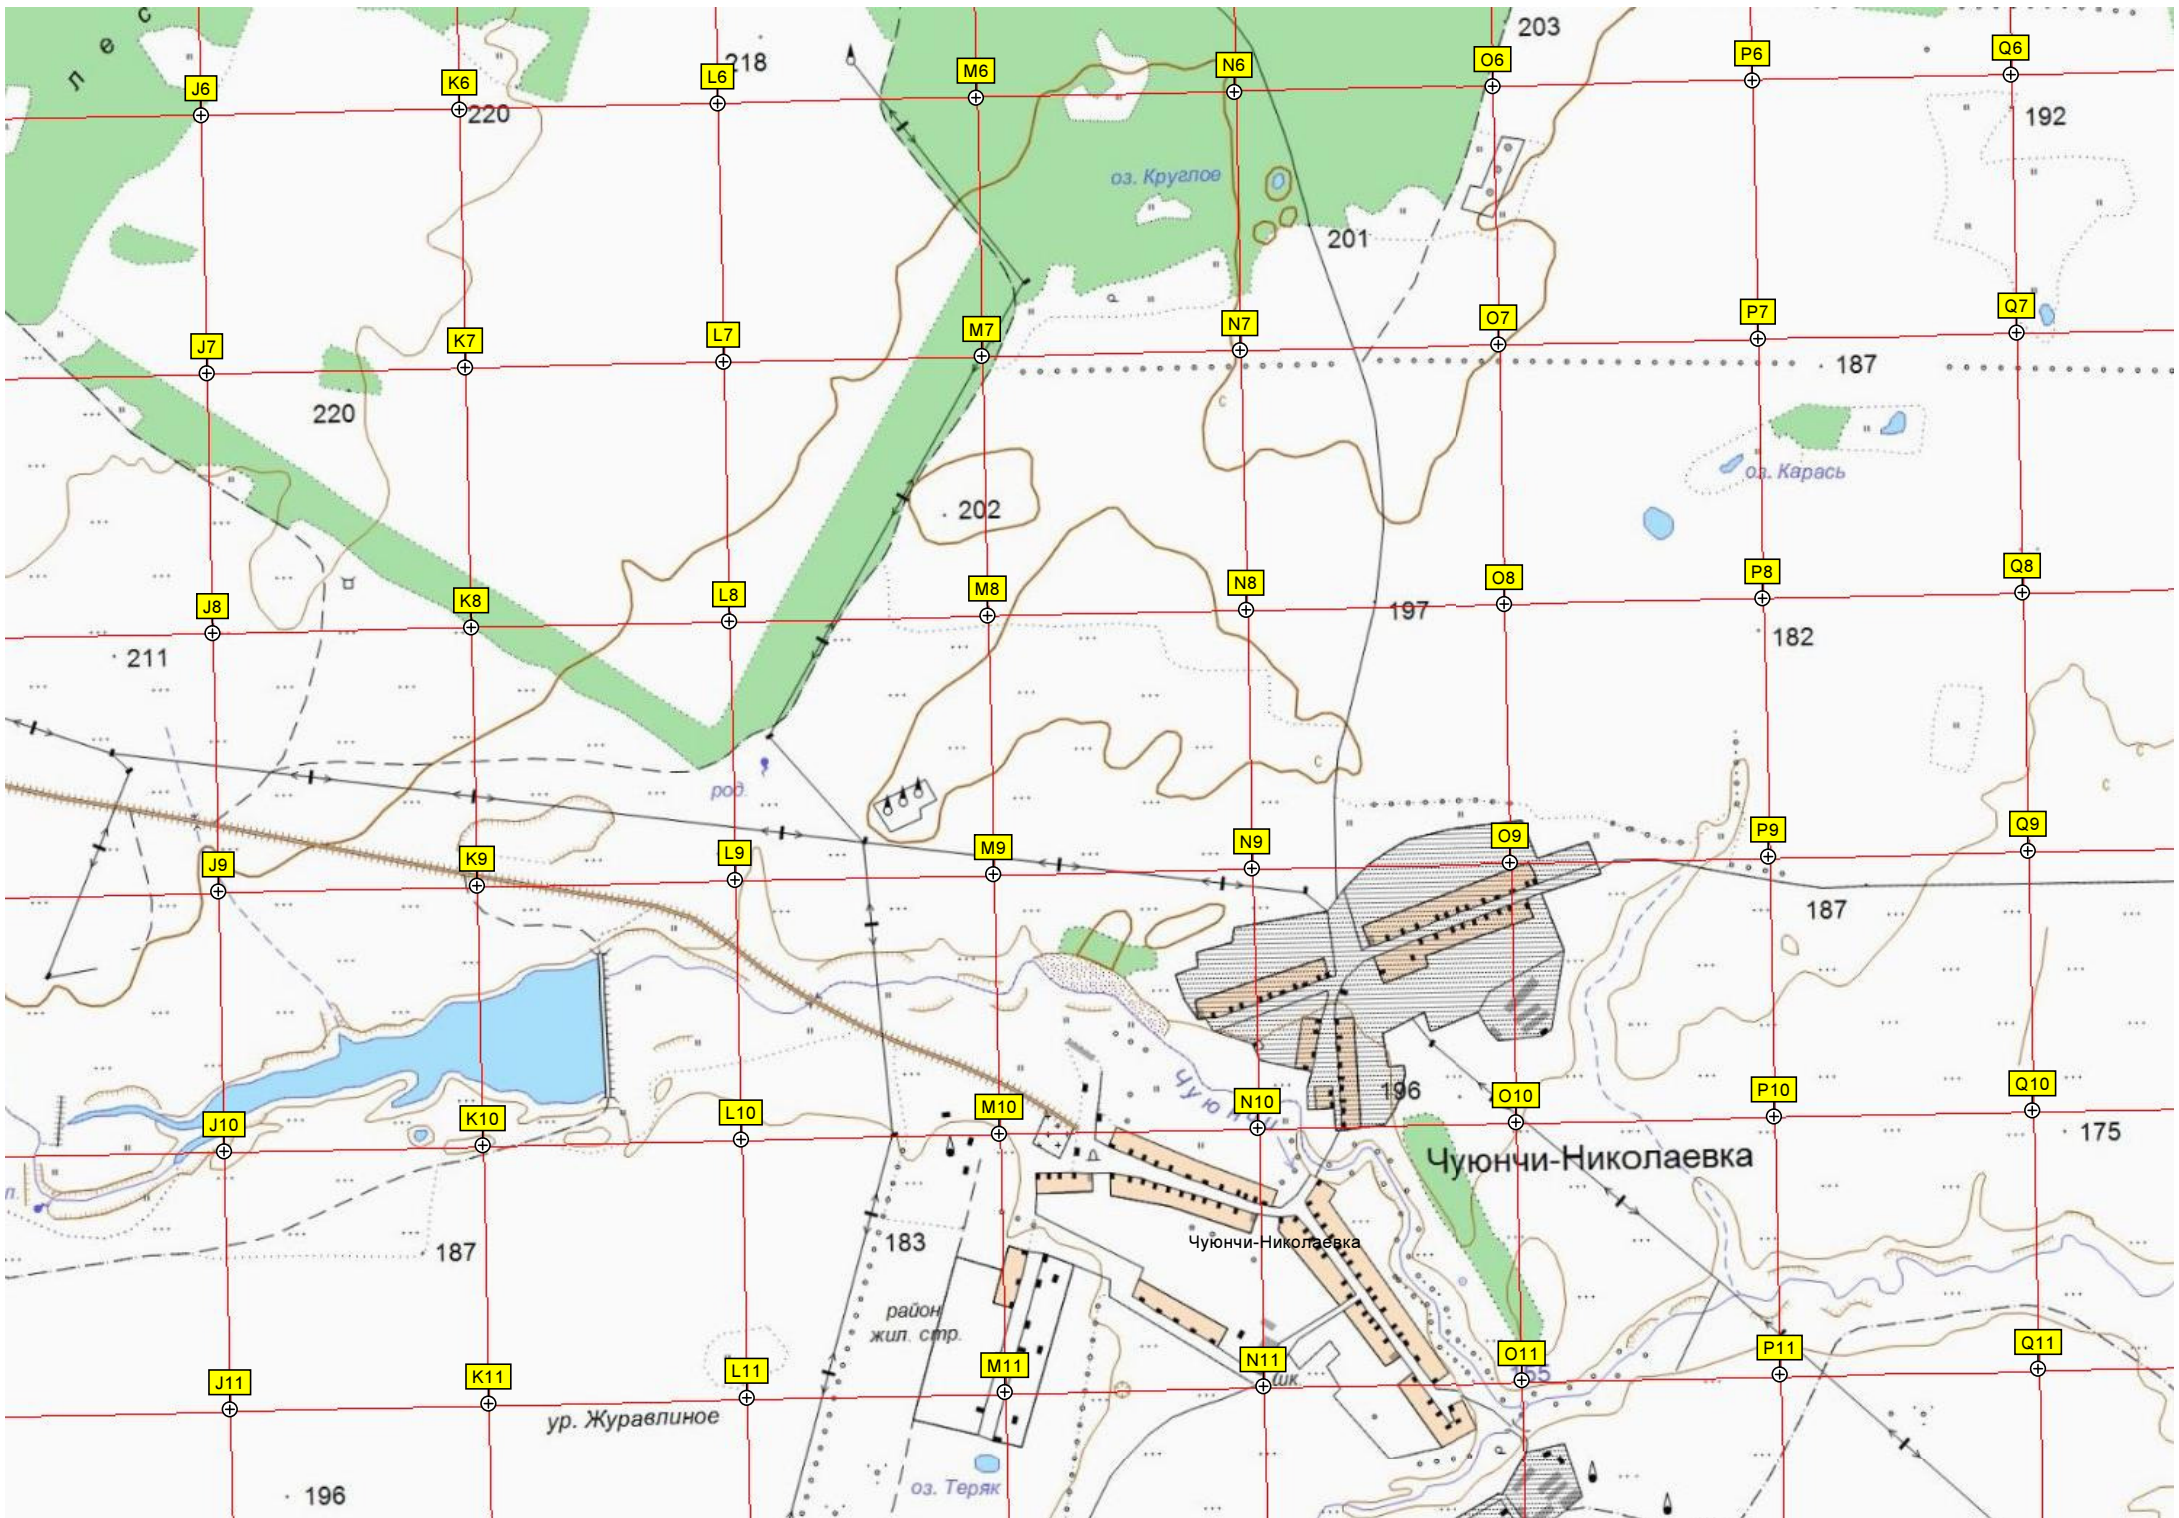 лес
203
218
220
192
J6
K6
L6
M6
N6
O6
P6
Q6
оз. Круглое
201
J7
K7
L7
M7
N7
O7
P7
Q7
187
220
с
оз. Карась
202
J8
K8
L8
M8
N8
O8
P8
Q8
197
182
211
с
с
с
род.
J9
K9
L9
M9
N9
O9
P9
Q9
187
196
J10
K10
L10
M10
N10
O10
P10
Q10
175
Чуюнчи-Николаевка
183
187
Чуюнчи-Николаевка
район
жил. стр.
J11
K11
L11
M11
N11
O11
P11
Q11
шк.
ур. Журавлиное
оз. Теряк
196